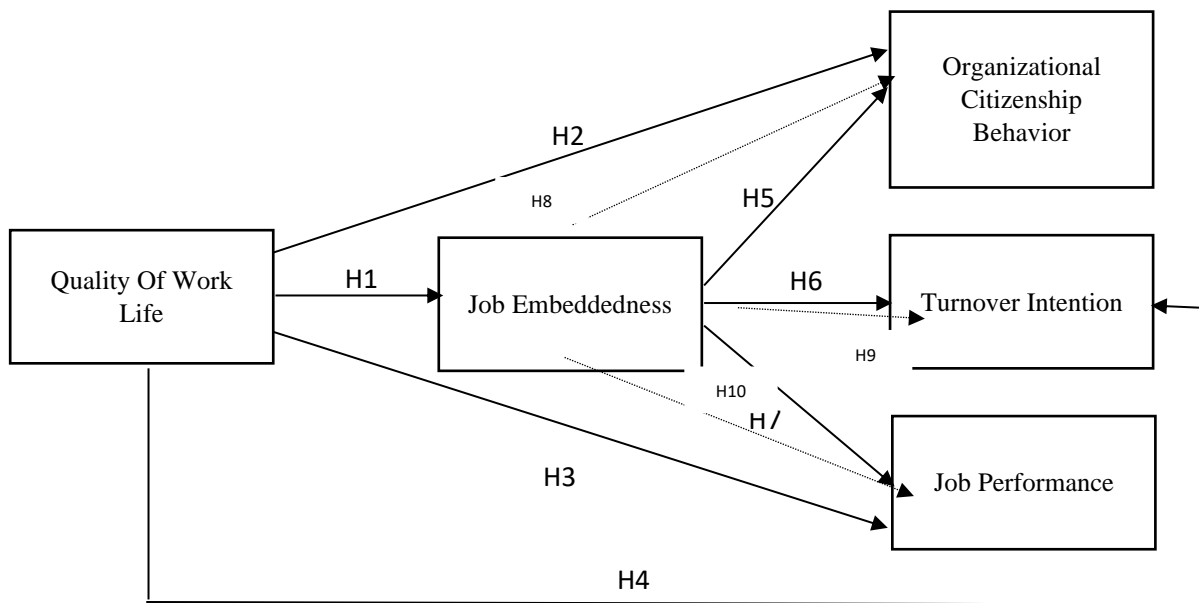 Organizational
Citizenship
Behavior
H2
H8
H5
Quality Of Work
Life
H1
Job Embeddedness
H6
Turnover Intention
H9
H10
H7
H3
Job Performance
H4